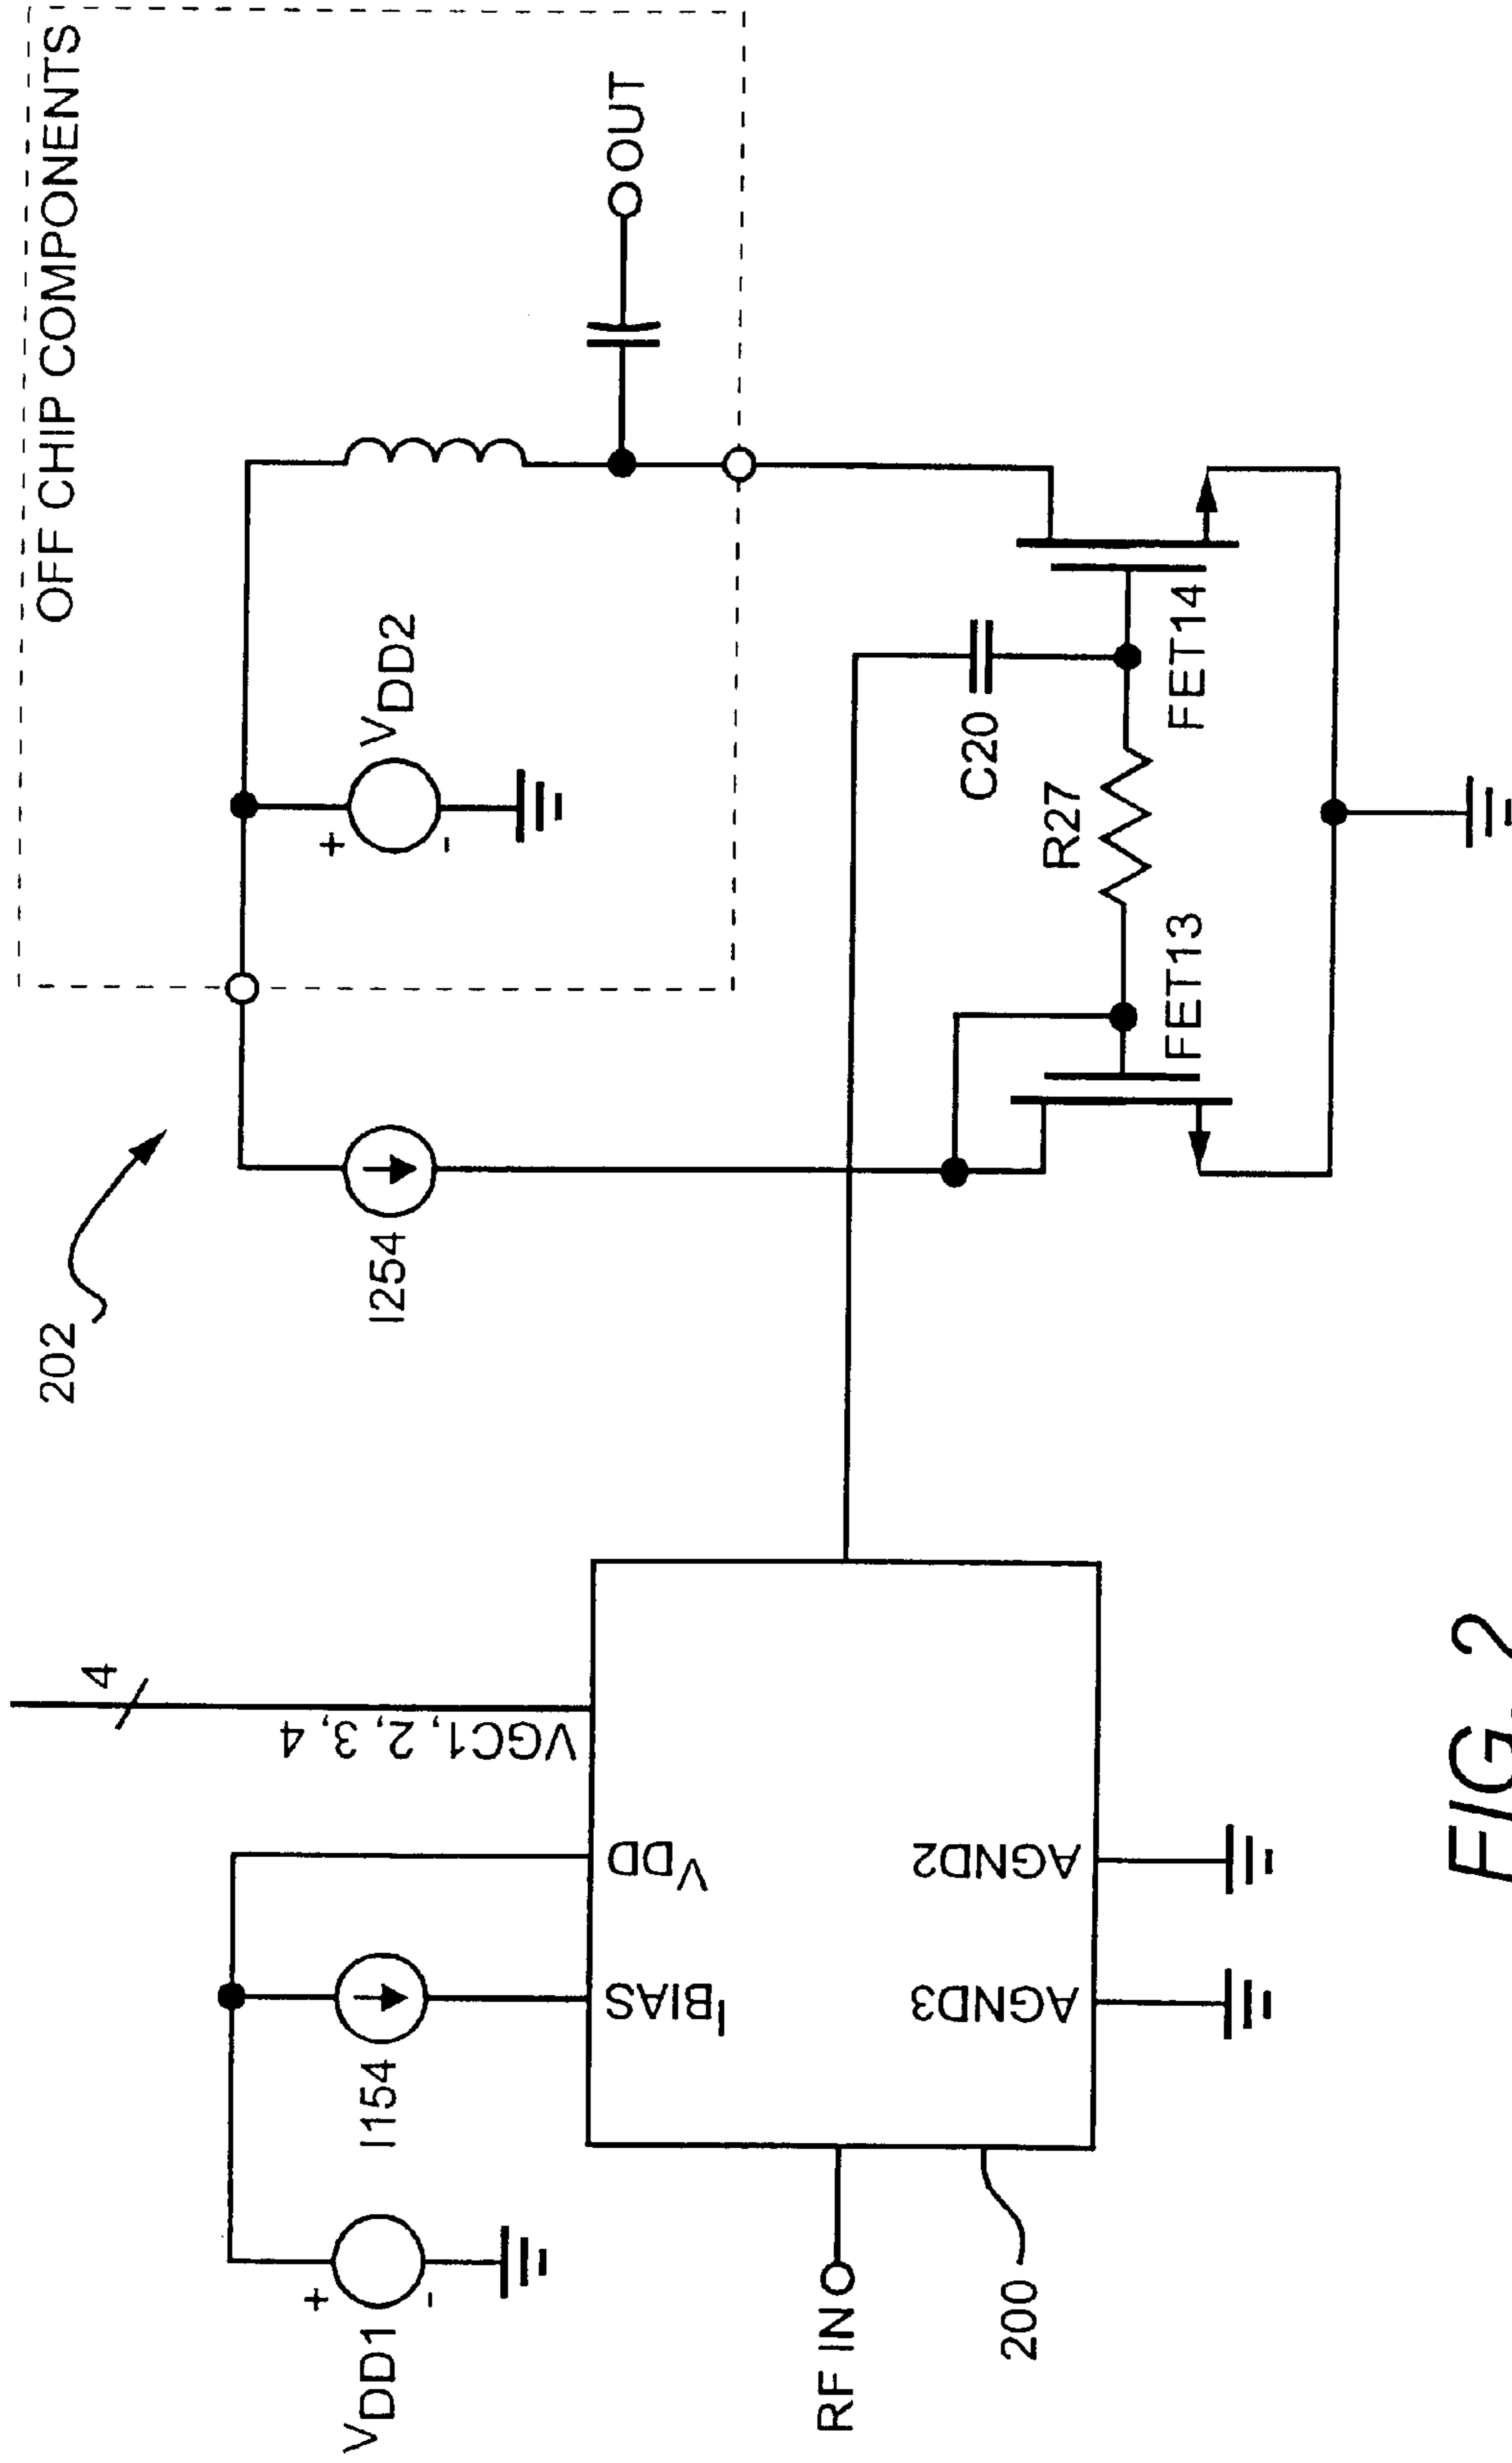 OFF CHIP COMPONENTS
202
4
VGC1, 2, 3, 4
VDD2
OUT
I254
VDD1
I154
IBIAS
VDD
C20
R27
FET13
FET14
RF IN
200
AGND3
AGND2
FIG. 2